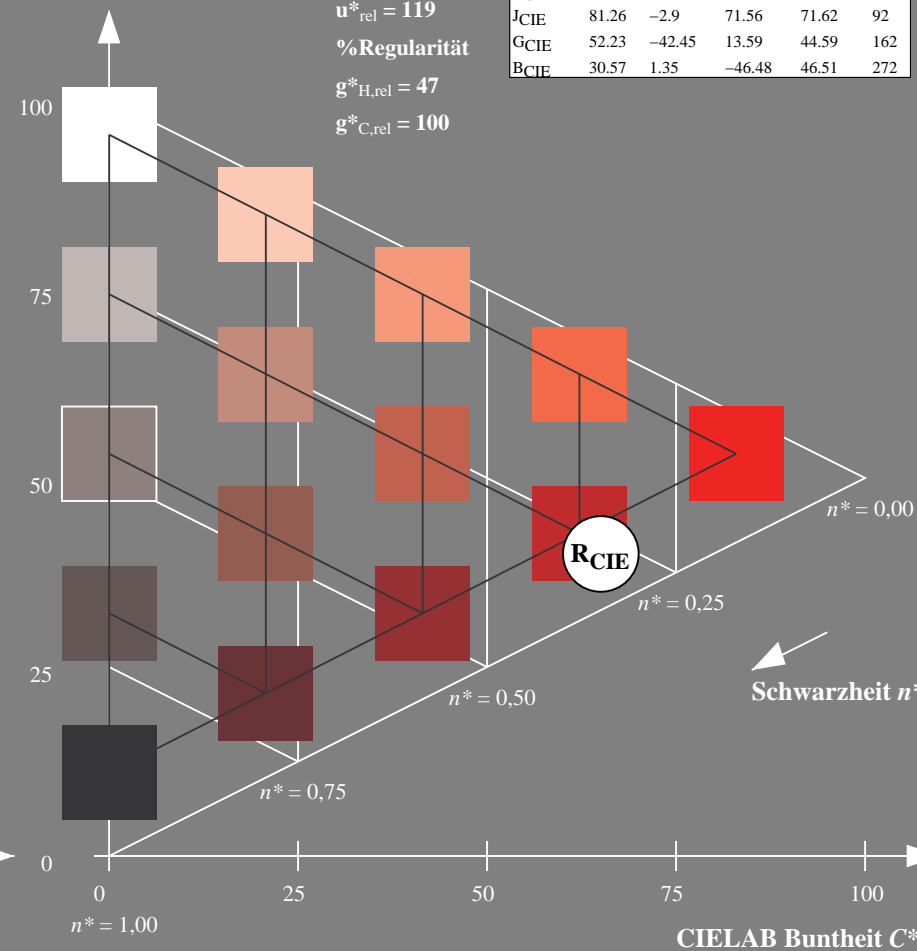 u*rel = 119
%Regularität
g*H,rel = 47
g*C,rel = 100
JCIE 81.26 −2.9 71.56 71.62 92
GCIE 52.23 −42.45 13.59 44.59 162
BCIE 30.57 1.35 −46.48 46.51 272
100
75
50
25
0
RCIE
n* = 0,00
n* = 0,25
n* = 0,50
n* = 0,75
Schwarzheit n*
0 25 50 75 100
n* = 1,00
CIELAB Buntheit C*